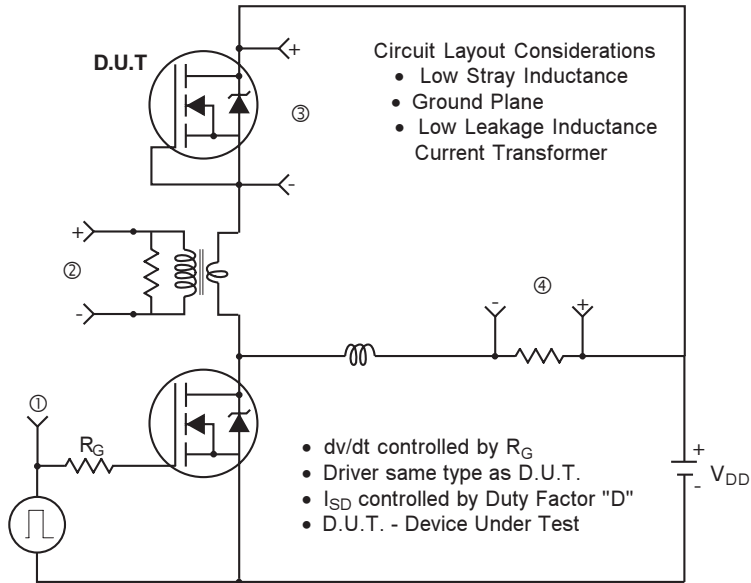 D.U.T
+
③
-
Circuit Layout Considerations
• Low Stray Inductance
• Ground Plane
• Low Leakage Inductance
Current Transformer
+
②
-
-
④
+
①
RG
• dv/dt controlled by RG
• Driver same type as D.U.T.
• ISD controlled by Duty Factor "D"
• D.U.T. - Device Under Test
+
VDD
-